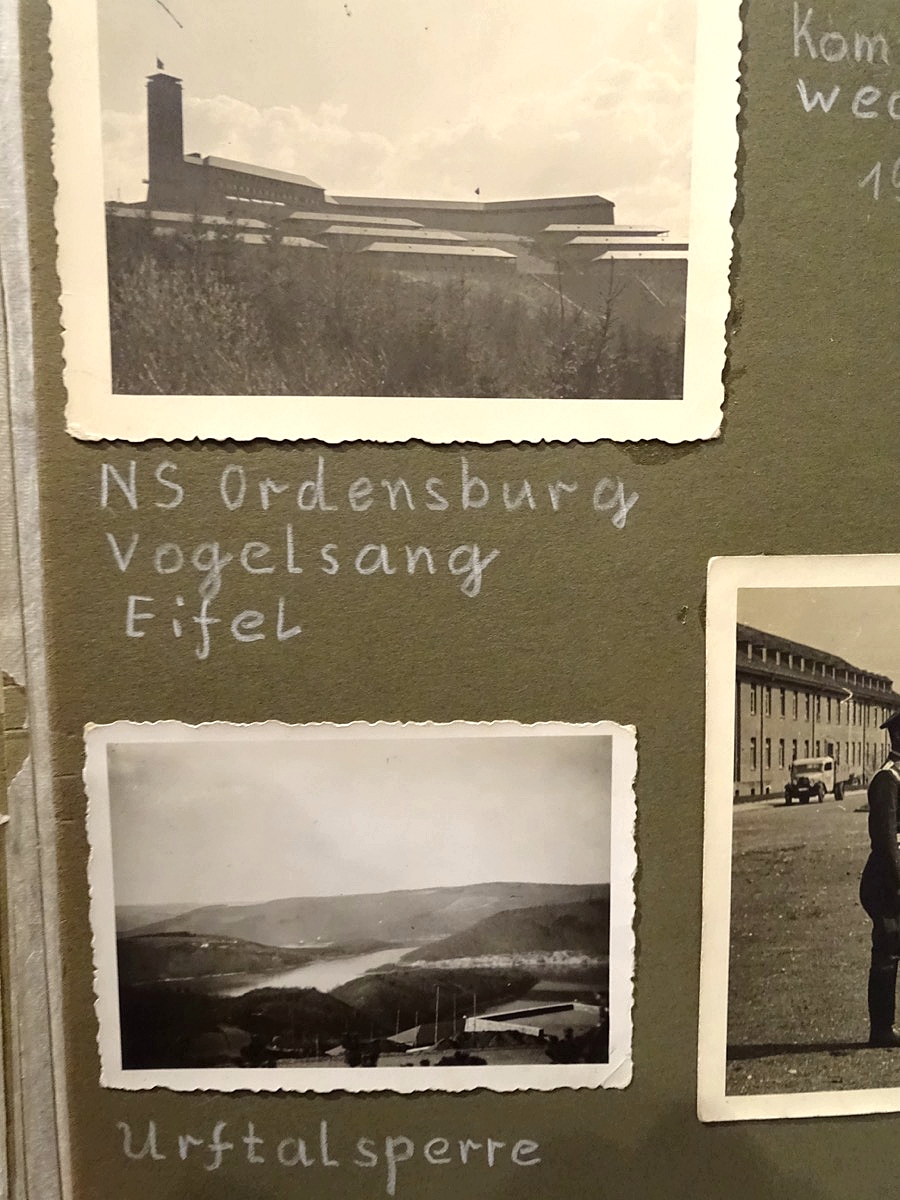 NS Ordensburg
Vogelsang
Eifel
Urftalsperre